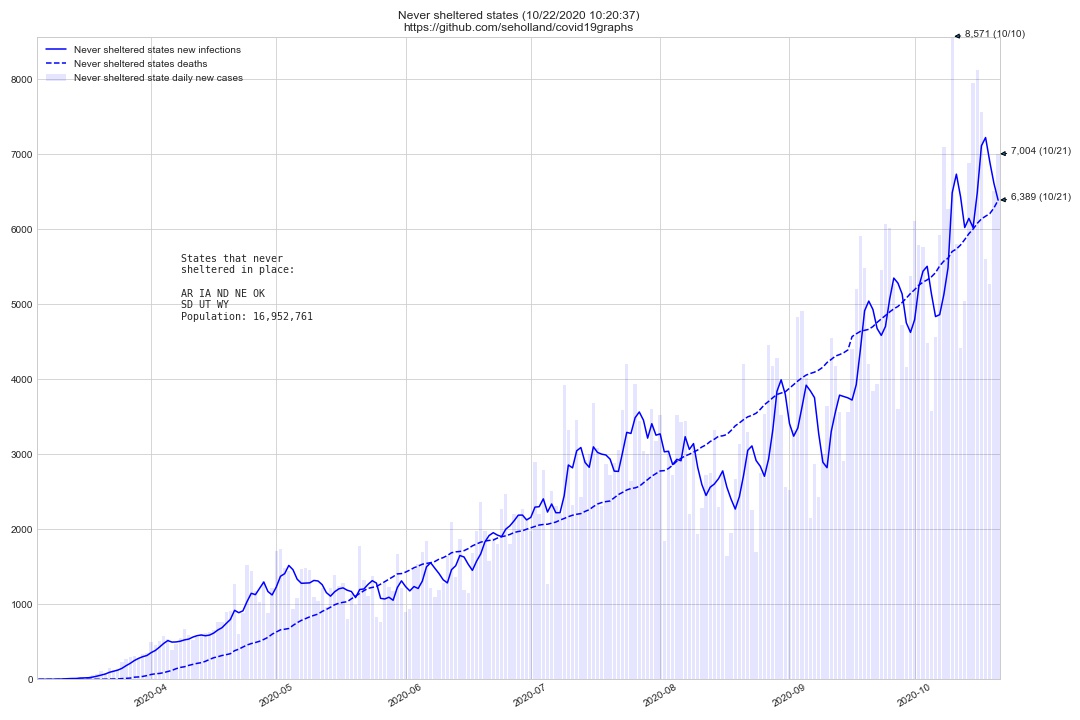 Never sheltered states (10/22/2020 10:20:37)
https://github.com/seholland/covid19graphs
8,571 (10/10)
Never sheltered states new infections
Never sheltered states deaths
Never sheltered state daily new cases
8000
7000
7,004 (10/21)
6,389 (10/21)
6000
States that never
sheltered in place:
AR IA ND NE OK
SD UT WY
Population: 16,952,761
5000
4000
3000
2000
1000
0
2020-04
2020-05
2020-06
2020-07
2020-08
2020-09
2020-10